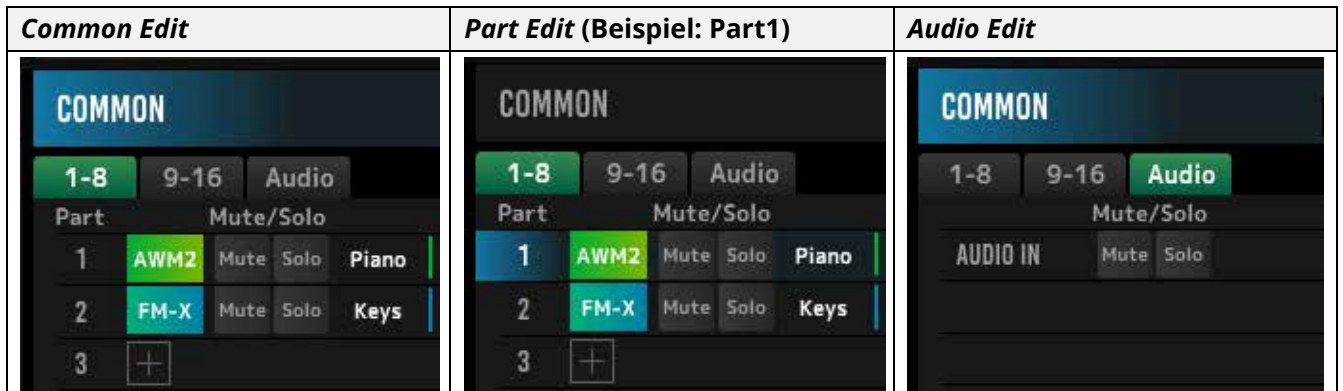 Common Edit
Part Edit (Beispiel: Part1)
Audio Edit
COMMON
1-8 9-16 Audio
Part Mute/Solo
1 AWM2 Mute Solo Piano
2 FM-X Mute Solo Keys
3 +
COMMON
1-8 9-16 Audio
Part Mute/Solo
1 AWM2 Mute Solo Piano
2 FM-X Mute Solo Keys
3 +
COMMON
1-8 9-16 Audio
Mute/Solo
AUDIO IN Mute Solo